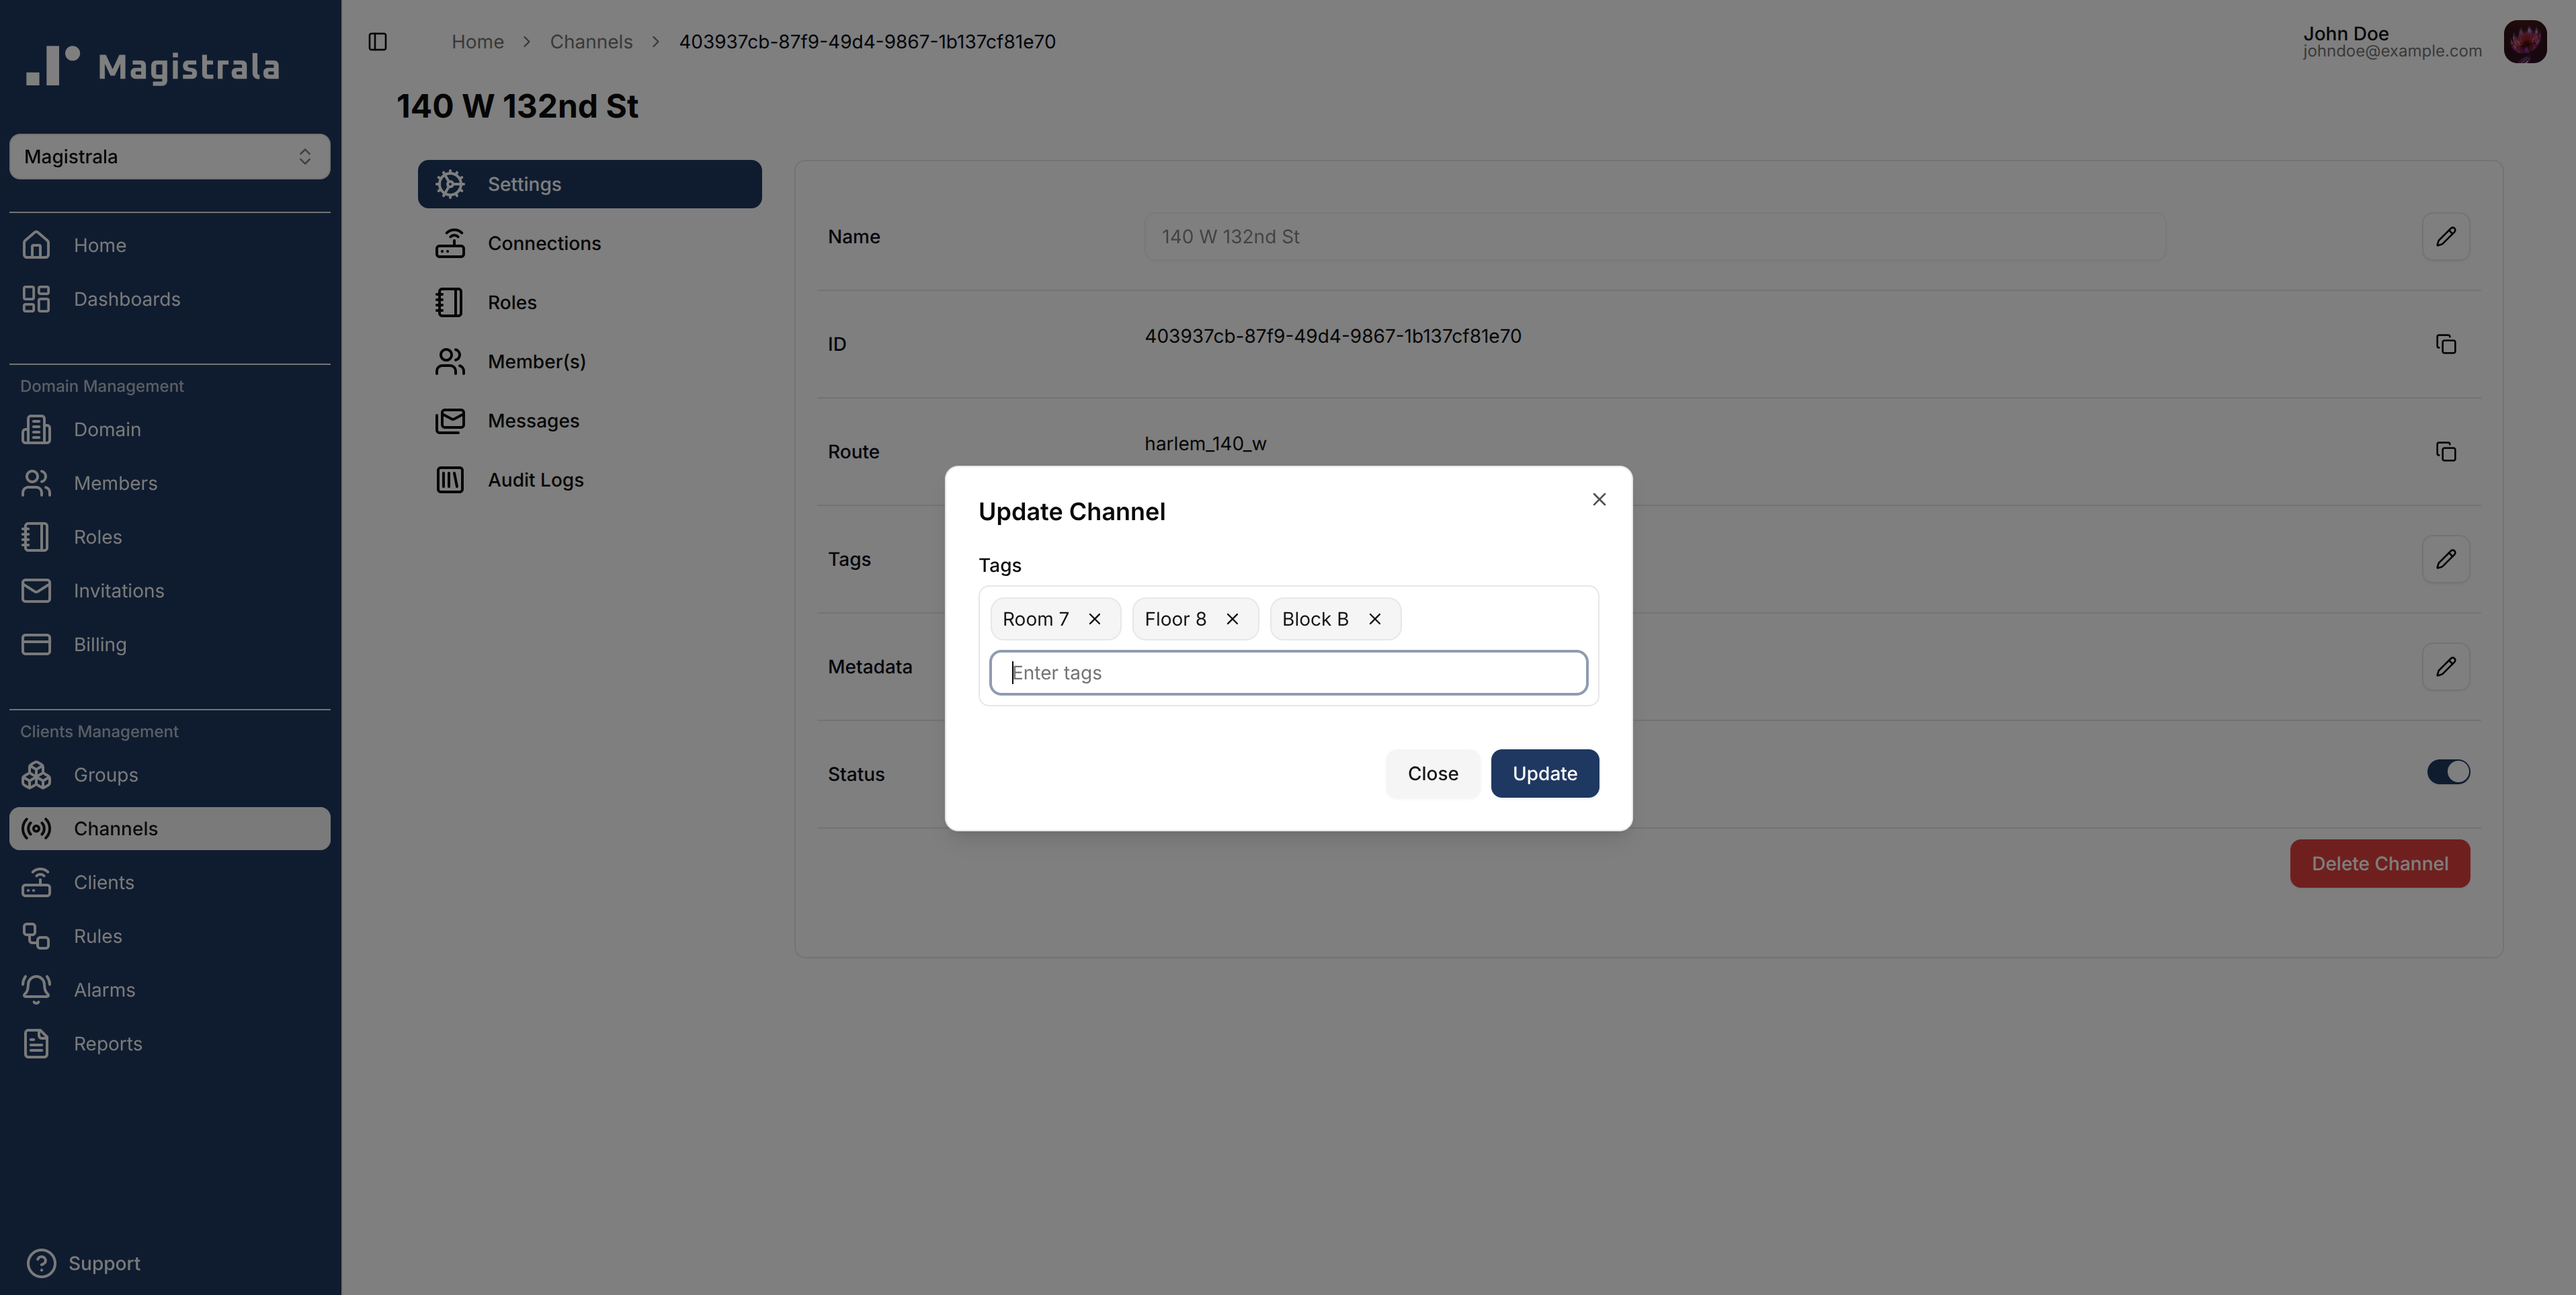 Magistrala
Magistrala
Home
Dashboards
Domain Management
Domain
Members
Roles
Invitations
Billing
Clients Management
Groups
Channels
Clients
Rules
Alarms
Reports
Support
Home > Channels > 403937cb-87f9-49d4-9867-1b137cf81e70
John Doe
johndoe@example.com
140 W 132nd St
Settings
Connections
Roles
Member(s)
Messages
Audit Logs
Name 140 W 132nd St
ID 403937cb-87f9-49d4-9867-1b137cf81e70
Route harlem_140_w
Tags
Metadata
Status
Delete Channel
Update Channel
Tags
Room 7 Floor 8 Block B
Enter tags
Close Update